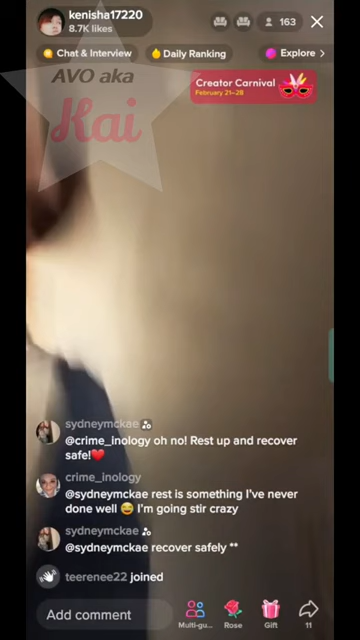 kenisha17220
8.7K likes
163
Chat & Interview
Daily Ranking
Explore
AVO aka
Kai
Creator Carnival
February 21–28
sydneymckae
@crime_inology oh no! Rest up and recover
safe!❤️
crime_inology
@sydneymckae rest is something I've never
done well 😂 I'm going stir crazy
sydneymckae
@sydneymckae recover safely **
teerenee22 joined
Add comment
Multi-gu...
Rose
Gift
11